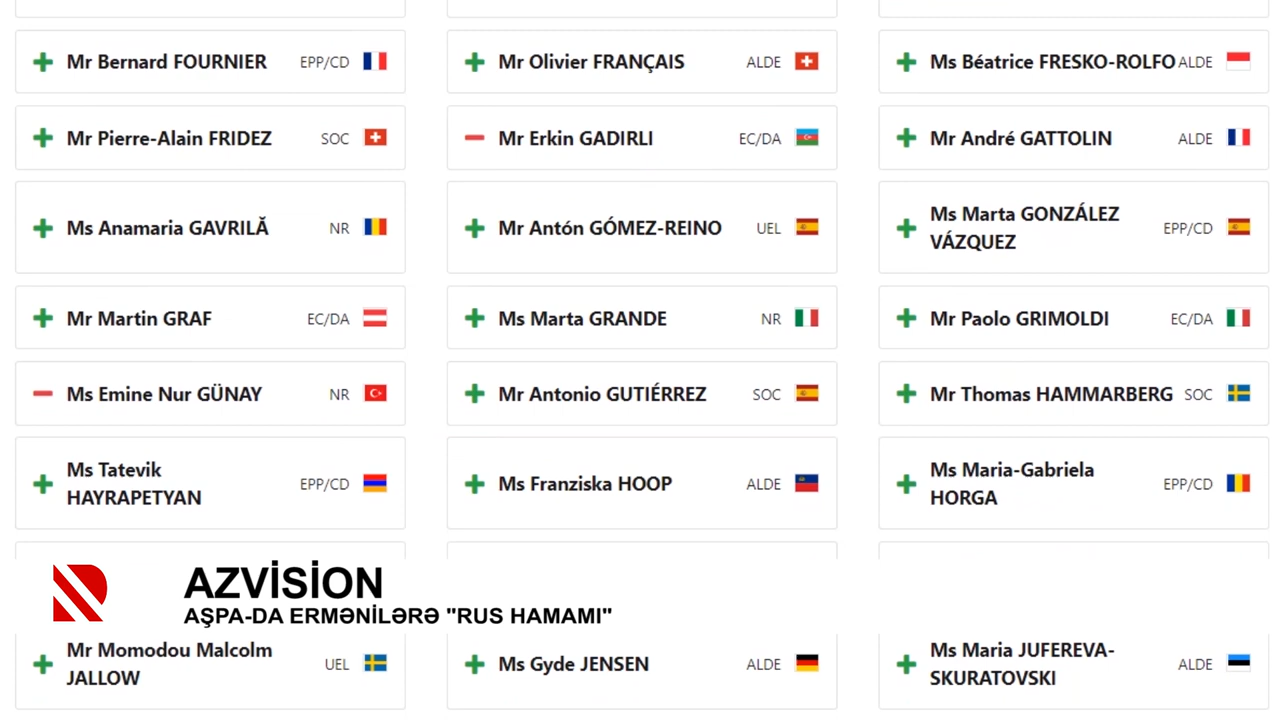 Mr Bernard FOURNIER EPP/CD
Mr Olivier FRANÇAIS ALDE
Ms Béatrice FRESKO-ROLFO ALDE
Mr Pierre-Alain FRIDEZ SOC
Mr Erkin GADIRLI EC/DA
Mr André GATTOLIN ALDE
Ms Anamaria GAVRILĂ NR
Mr Antón GÓMEZ-REINO UEL
Ms Marta GONZÁLEZ
VÁZQUEZ EPP/CD
Mr Martin GRAF EC/DA
Ms Marta GRANDE NR
Mr Paolo GRIMOLDI EC/DA
Ms Emine Nur GÜNAY NR
Mr Antonio GUTIÉRREZ SOC
Mr Thomas HAMMARBERG SOC
Ms Tatevik
HAYRAPETYAN EPP/CD
Ms Franziska HOOP ALDE
Ms Maria-Gabriela
HORGA EPP/CD
AZVİSİON
AŞPA-DA ERMƏNİLƏRƏ "RUS HAMAMI"
Mr Momodou Malcolm
JALLOW UEL
Ms Gyde JENSEN ALDE
Ms Maria JUFEREVA-
SKURATOVSKI ALDE